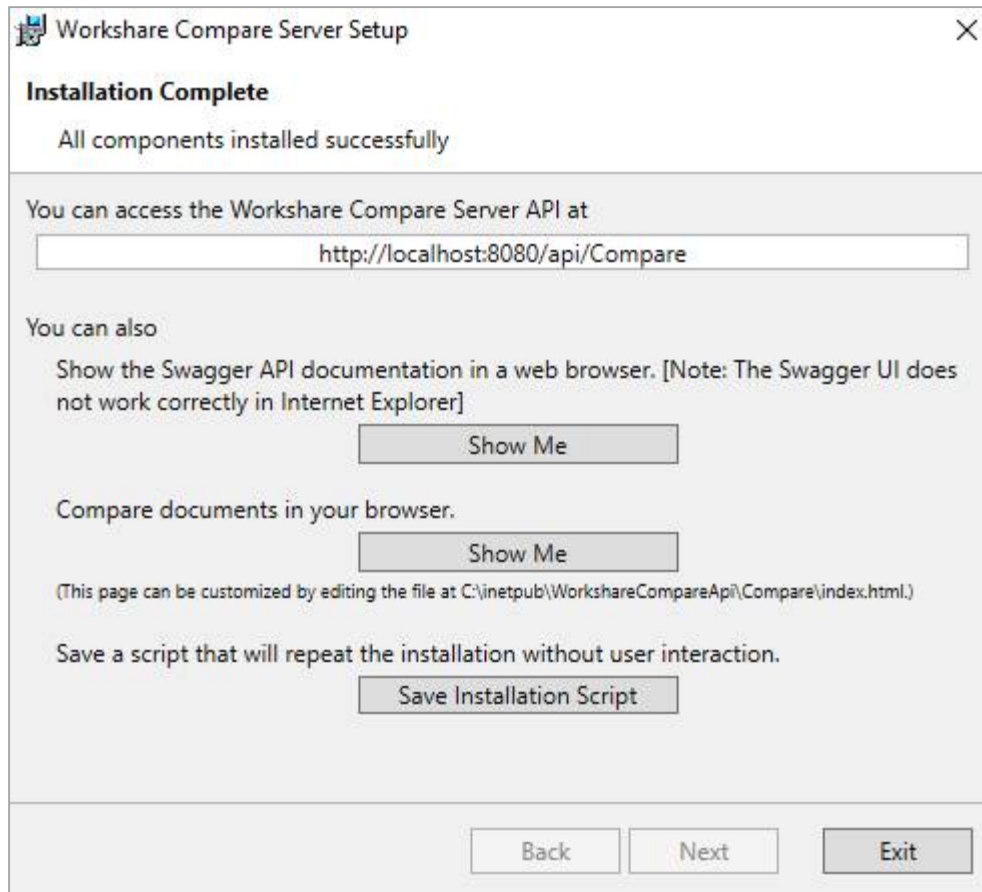 Workshare Compare Server Setup
Installation Complete
All components installed successfully
You can access the Workshare Compare Server API at
http://localhost:8080/api/Compare
You can also
Show the Swagger API documentation in a web browser. [Note: The Swagger UI does
not work correctly in Internet Explorer]
Show Me
Compare documents in your browser.
Show Me
(This page can be customized by editing the file at C:\inetpub\WorkshareCompareApi\Compare\index.html.)
Save a script that will repeat the installation without user interaction.
Save Installation Script
Back Next Exit